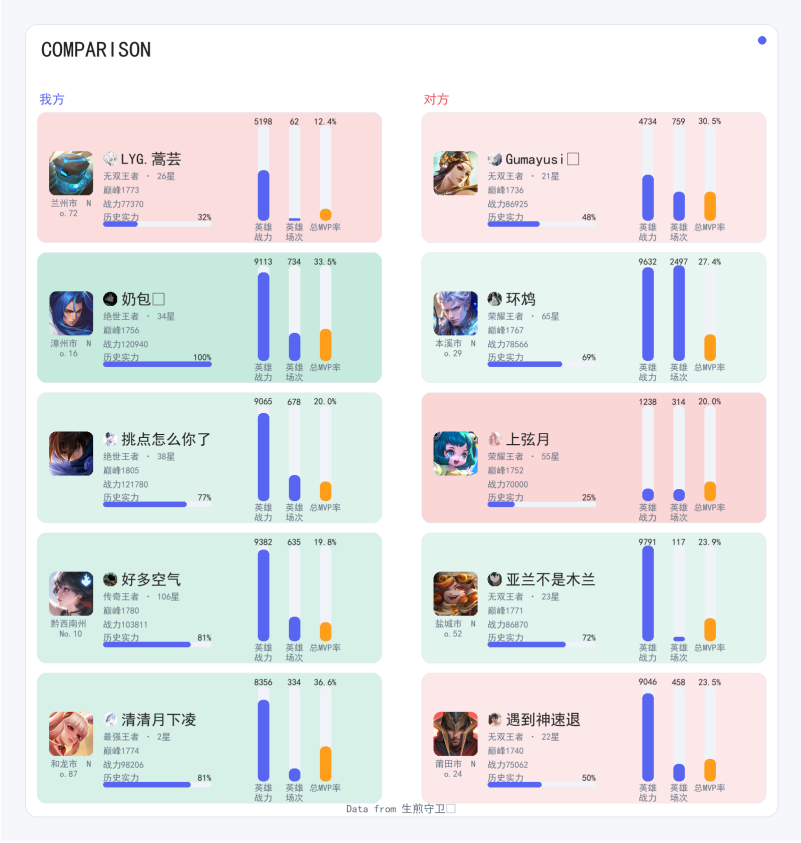 COMPARISON
我方
5198 62 12.4%
LYG.蒿芸
无双王者 · 26星
巅峰1773
战力77370
兰州市 N
o.72
历史实力 32%
英雄战力 英雄场次 总MVP率
9113 734 33.5%
奶包□
绝世王者 · 34星
巅峰1756
战力120940
漳州市 N
o.16
历史实力 100%
英雄战力 英雄场次 总MVP率
9065 678 20.0%
挑点怎么你了
绝世王者 · 38星
巅峰1805
战力121780
历史实力 77%
英雄战力 英雄场次 总MVP率
9382 635 19.8%
好多空气
传奇王者 · 106星
巅峰1780
战力103811
黔西南州
No.10
历史实力 81%
英雄战力 英雄场次 总MVP率
8356 334 36.6%
清清月下凌
最强王者 · 2星
巅峰1774
战力98206
和龙市 N
o.87
历史实力 81%
英雄战力 英雄场次 总MVP率
对方
4734 759 30.5%
Gumayusi□
无双王者 · 21星
巅峰1736
战力86925
历史实力 48%
英雄战力 英雄场次 总MVP率
9632 2497 27.4%
环鸩
荣耀王者 · 65星
巅峰1767
战力78566
本溪市 N
o.29
历史实力 69%
英雄战力 英雄场次 总MVP率
1238 314 20.0%
上弦月
荣耀王者 · 55星
巅峰1752
战力70000
历史实力 25%
英雄战力 英雄场次 总MVP率
9791 117 23.9%
亚兰不是木兰
无双王者 · 23星
巅峰1771
战力86870
盐城市 N
o.52
历史实力 72%
英雄战力 英雄场次 总MVP率
9046 458 23.5%
遇到神速退
无双王者 · 22星
巅峰1740
战力75062
莆田市 N
o.24
历史实力 50%
英雄战力 英雄场次 总MVP率
Data from 生煎守卫□